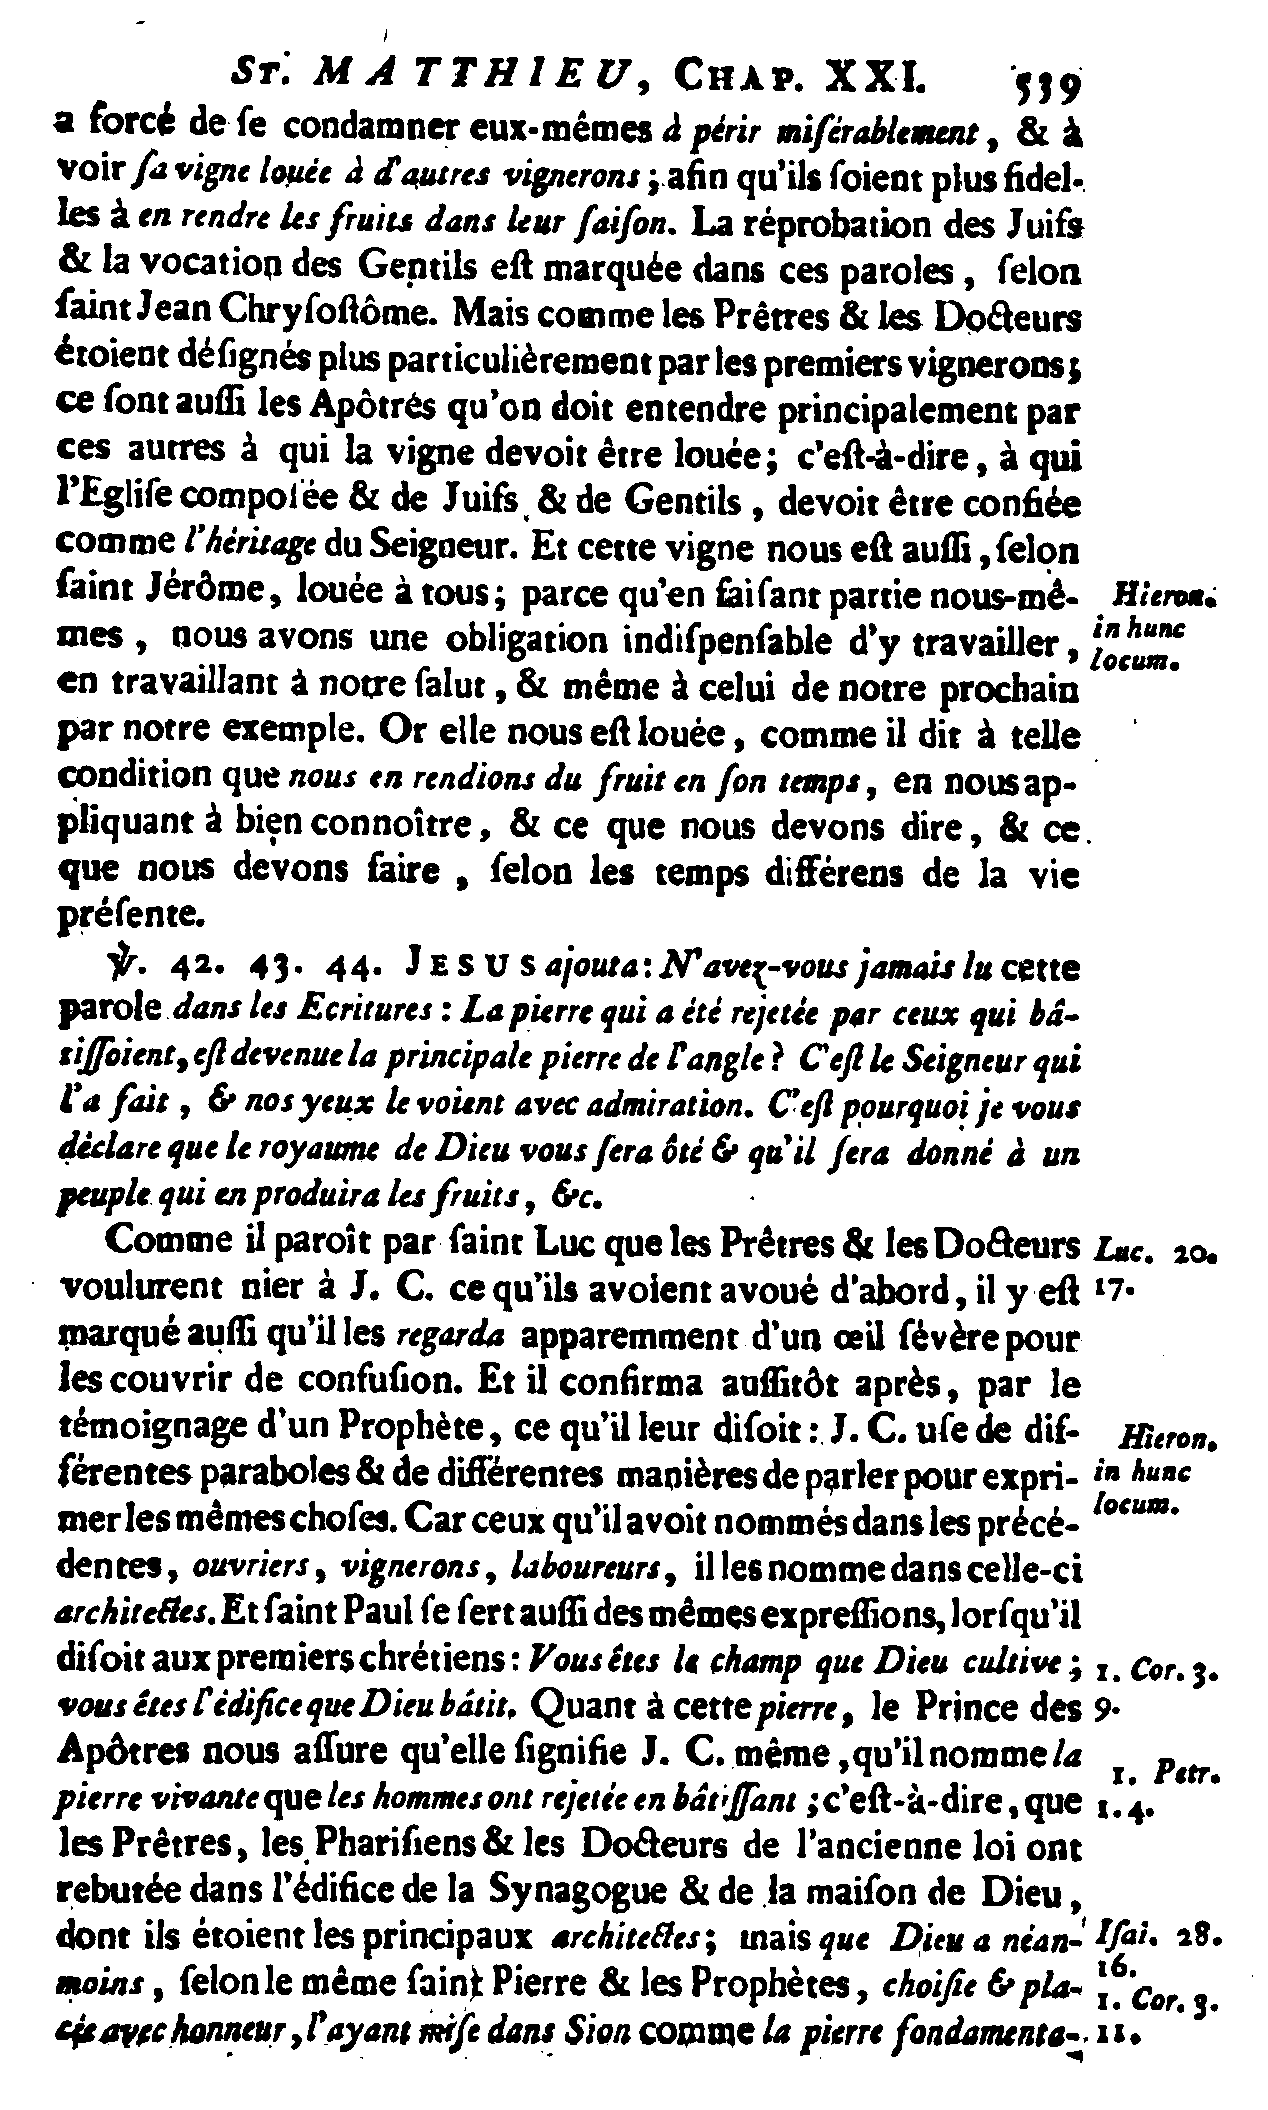 ST. MATTHIEU, CHAP. XXI. 539
a forcé de ſe condamner eux-mêmes à périr miſérablement, & à
voir ſa vigne louée à d'autres vignerons ; afin qu'ils ſoient plus fidel-
les à en rendre les fruits dans leur ſaiſon. La réprobation des Juifs
& la vocation des Gentils eſt marquée dans ces paroles, ſelon
ſaint Jean Chryſoſtôme. Mais comme les Prêtres & les Docteurs
étoient déſignés plus particulièrement par les premiers vignerons;
ce ſont auſſi les Apôtres qu'on doit entendre principalement par
ces autres à qui la vigne devoit être louée; c'eſt-à-dire, à qui
l'Egliſe compoſée & de Juifs & de Gentils, devoit être confiée
comme l'héritage du Seigneur. Et cette vigne nous eſt auſſi, ſelon
ſaint Jérôme, louée à tous; parce qu'en faiſant partie nous-mê-
Hieron.
mes, nous avons une obligation indiſpenſable d'y travailler,
in hunc
locum.
en travaillant à notre ſalut, & même à celui de notre prochain
par notre exemple. Or elle nous eſt louée, comme il dit à telle
condition que nous en rendions du fruit en ſon temps, en nous ap-
pliquant à bien connoître, & ce que nous devons dire, & ce
que nous devons faire, ſelon les temps différens de la vie
préſente.
℣. 42. 43. 44. JESUS ajouta : N'avez-vous jamais lu cette
parole dans les Ecritures : La pierre qui a été rejetée par ceux qui bâ-
tiſſoient, eſt devenue la principale pierre de l'angle ? C'eſt le Seigneur qui
l'a fait, & nos yeux le voient avec admiration. C'eſt pourquoi je vous
déclare que le royaume de Dieu vous ſera ôté & qu'il ſera donné à un
peuple qui en produira les fruits, &c.
Comme il paroît par ſaint Luc que les Prêtres & les Docteurs
Luc. 20.
voulurent nier à J. C. ce qu'ils avoient avoué d'abord, il y eſt
17.
marqué auſſi qu'il les regarda apparemment d'un œil ſévère pour
les couvrir de confuſion. Et il confirma auſſitôt après, par le
témoignage d'un Prophète, ce qu'il leur diſoit : J. C. uſe de dif-
Hieron.
férentes paraboles & de différentes manières de parler pour expri-
in hunc
mer les mêmes choſes. Car ceux qu'il avoit nommés dans les précé-
locum.
dentes, ouvriers, vignerons, laboureurs, il les nomme dans celle-ci
architectes. Et ſaint Paul ſe ſert auſſi des mêmes expreſſions, lorſqu'il
diſoit aux premiers chrétiens : Vous êtes le champ que Dieu cultive ;
1. Cor. 3.
vous êtes l'édifice que Dieu bâtit. Quant à cette pierre, le Prince des
9.
Apôtres nous aſſure qu'elle ſignifie J. C. même, qu'il nomme la
1. Petr.
pierre vivante que les hommes ont rejetée en bâtiſſant ; c'eſt-à-dire, que
1. 4.
les Prêtres, les Phariſiens & les Docteurs de l'ancienne loi ont
rebutée dans l'édifice de la Synagogue & de la maiſon de Dieu,
dont ils étoient les principaux architectes ; mais que Dieu a néan-
Iſai. 28.
16.
moins, ſelon le même ſaint Pierre & les Prophètes, choiſie & pla-
1. Cor. 3.
cée avec honneur, l'ayant miſe dans Sion comme la pierre fondamenta-
11.